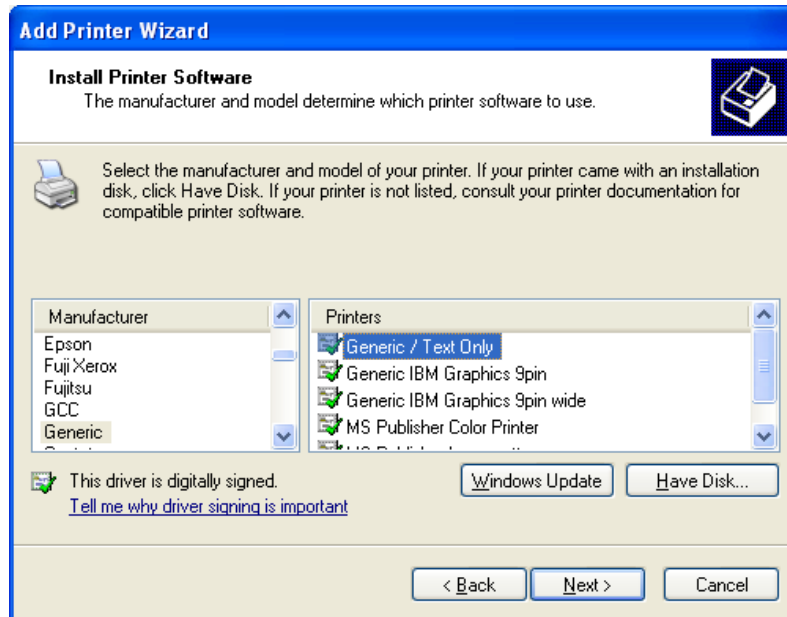 Add Printer Wizard
Install Printer Software
The manufacturer and model determine which printer software to use.
Select the manufacturer and model of your printer. If your printer came with an installation
disk, click Have Disk. If your printer is not listed, consult your printer documentation for
compatible printer software.
Manufacturer
Epson
Fuji Xerox
Fujitsu
GCC
Generic
Printers
Generic / Text Only
Generic IBM Graphics 9pin
Generic IBM Graphics 9pin wide
MS Publisher Color Printer
This driver is digitally signed.
Tell me why driver signing is important
Windows Update
Have Disk...
< Back
Next >
Cancel